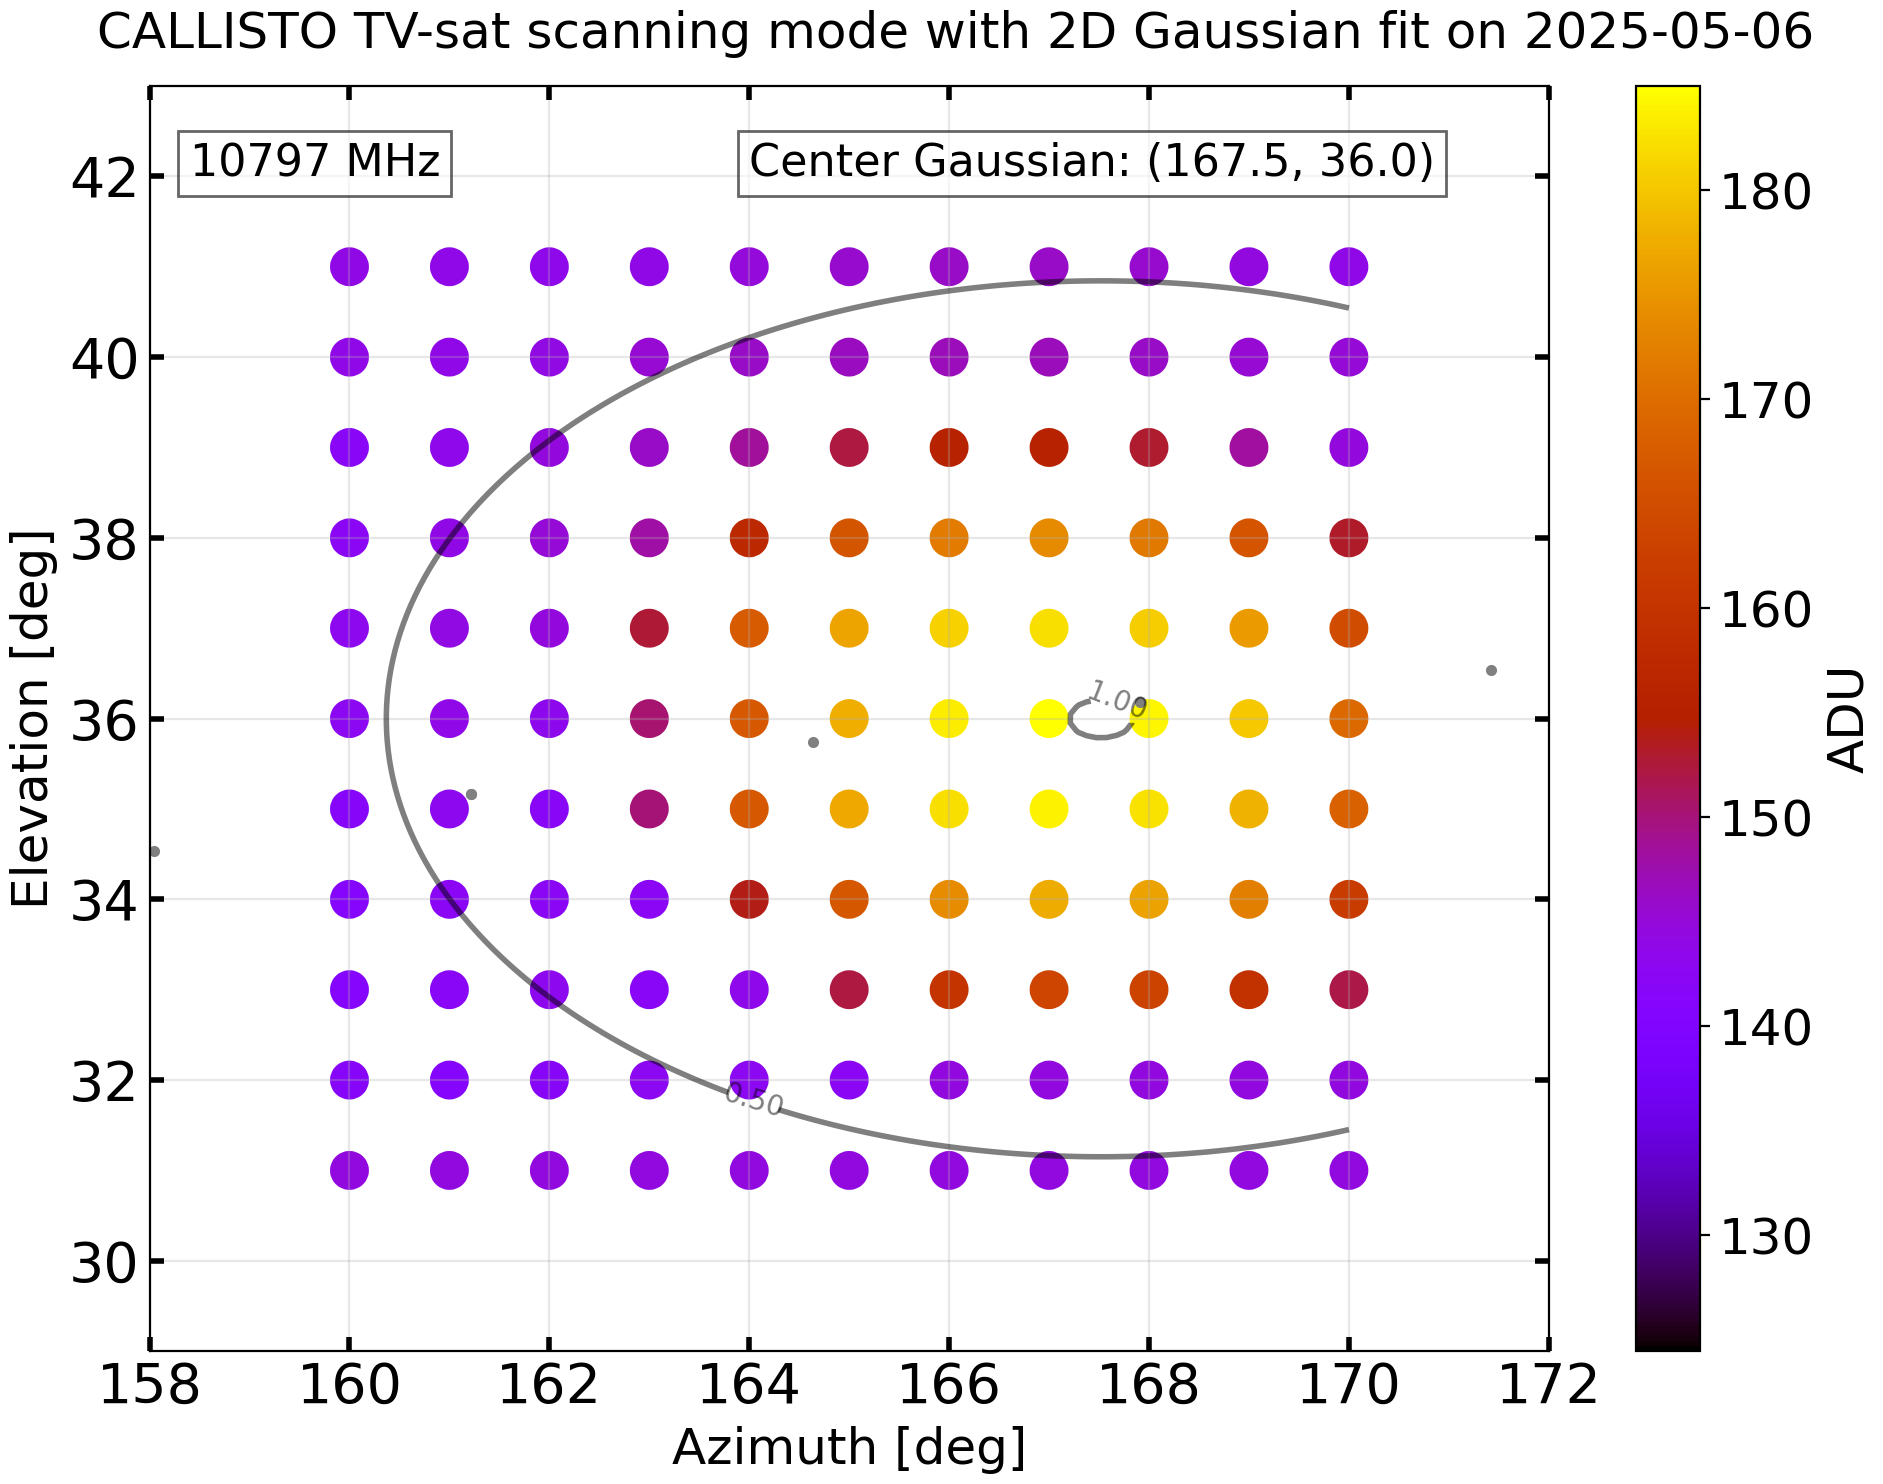 CALLISTO TV-sat scanning mode with 2D Gaussian fit on 2025-05-06
10797 MHz
Center Gaussian: (167.5, 36.0)
42
40
38
36
34
32
30
Elevation [deg]
1.00
0.50
158 160 162 164 166 168 170 172
Azimuth [deg]
180
170
160
150
140
130
ADU